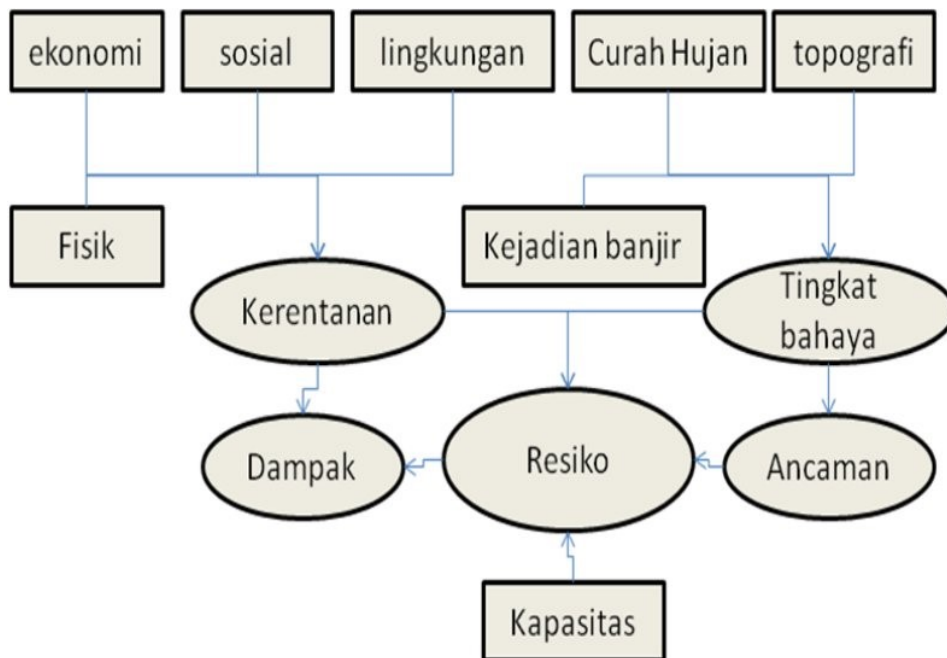 ekonomi
sosial
lingkungan
Curah Hujan
topografi
Fisik
Kejadian banjir
Kerentanan
Tingkat
bahaya
Dampak
Resiko
Ancaman
Kapasitas